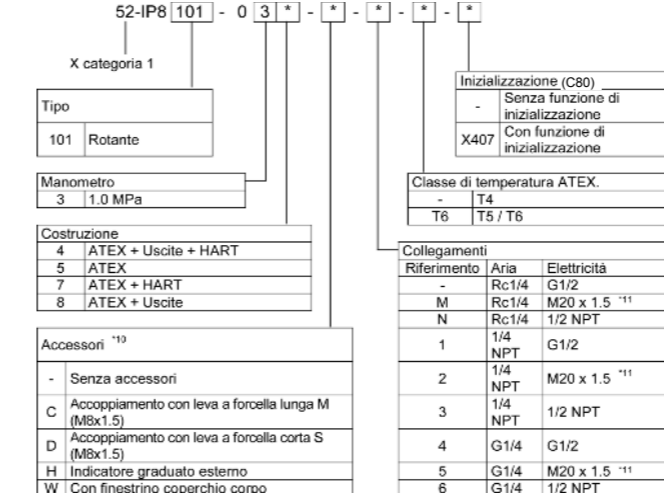 52-IP8 101 - 0 3 * - * - * - * - *
X categoria 1
Tipo
101 Rotante
Manometro
3 1.0 MPa
Costruzione
4 ATEX + Uscite + HART
5 ATEX
7 ATEX + HART
8 ATEX + Uscite
Accessori *10
- Senza accessori
C Accoppiamento con leva a forcella lunga M
(M8x1.5)
D Accoppiamento con leva a forcella corta S
(M8x1.5)
H Indicatore graduato esterno
W Con finestrino coperchio corpo
Inizializzazione (C80)
- Senza funzione di
inizializzazione
X407 Con funzione di
inizializzazione
Classe di temperatura ATEX.
- T4
T6 T5 / T6
Collegamenti
Riferimento Aria Elettricità
- Rc1/4 G1/2
M Rc1/4 M20 x 1.5 *11
N Rc1/4 1/2 NPT
1 1/4
NPT G1/2
2 1/4
NPT M20 x 1.5 *11
3 1/4
NPT 1/2 NPT
4 G1/4 G1/2
5 G1/4 M20 x 1.5 *11
6 G1/4 1/2 NPT